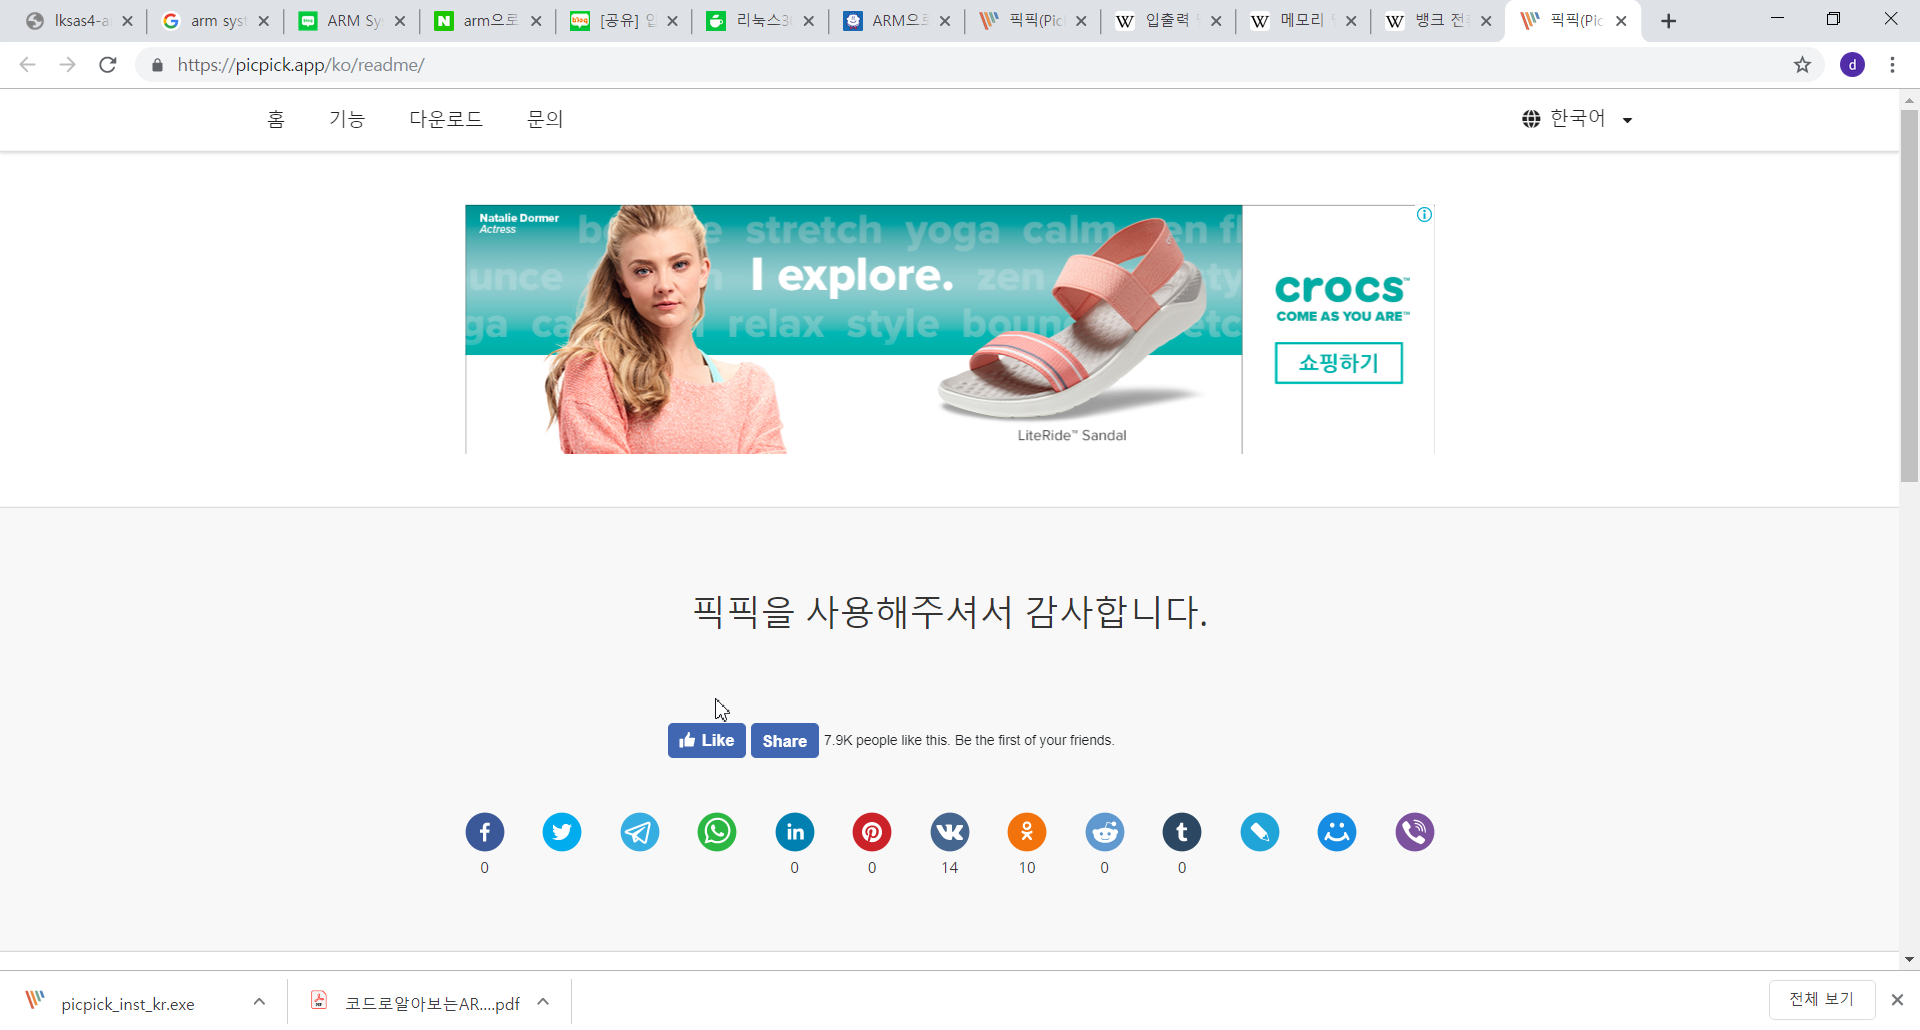 lksas4-a
arm syst
ARM Sy
arm으로
[공유] 입
리눅스3
ARM으로
픽픽(Pic
입출력
메모리
뱅크 전
픽픽(Pic
https://picpick.app/ko/readme/
d
홈 기능 다운로드 문의 한국어
Natalie Dormer
Actress
stretch yoga calm zen fl
unce zen
I explore.
relax style boun
LiteRide™ Sandal
crocs™
COME AS YOU ARE™
쇼핑하기
픽픽을 사용해주셔서 감사합니다.
Like Share 7.9K people like this. Be the first of your friends.
0 0 0 14 10 0 0
picpick_inst_kr.exe 코드로알아보는AR....pdf 전체 보기